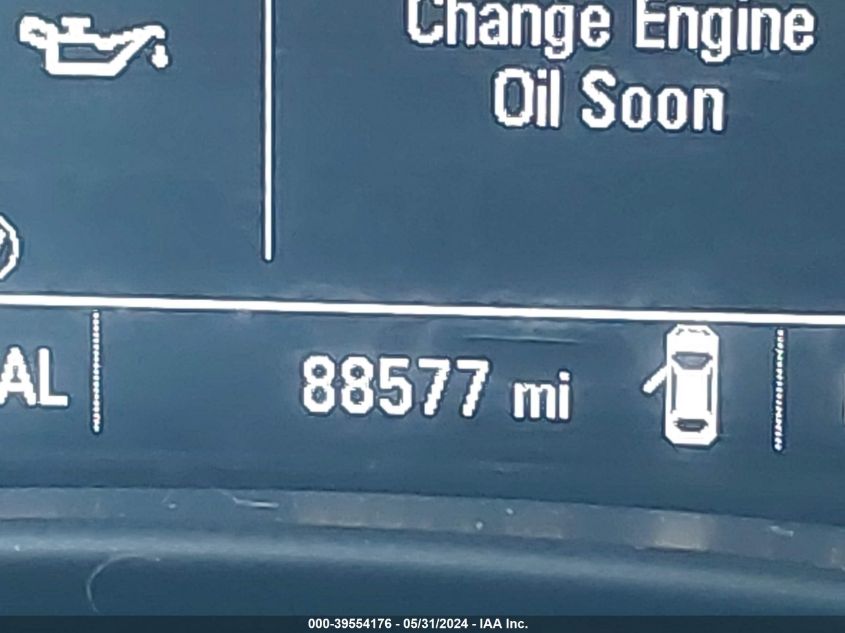 Change Engine
Oil Soon
AL
88577 mi
000-39554176 - 05/31/2024 - IAA Inc.